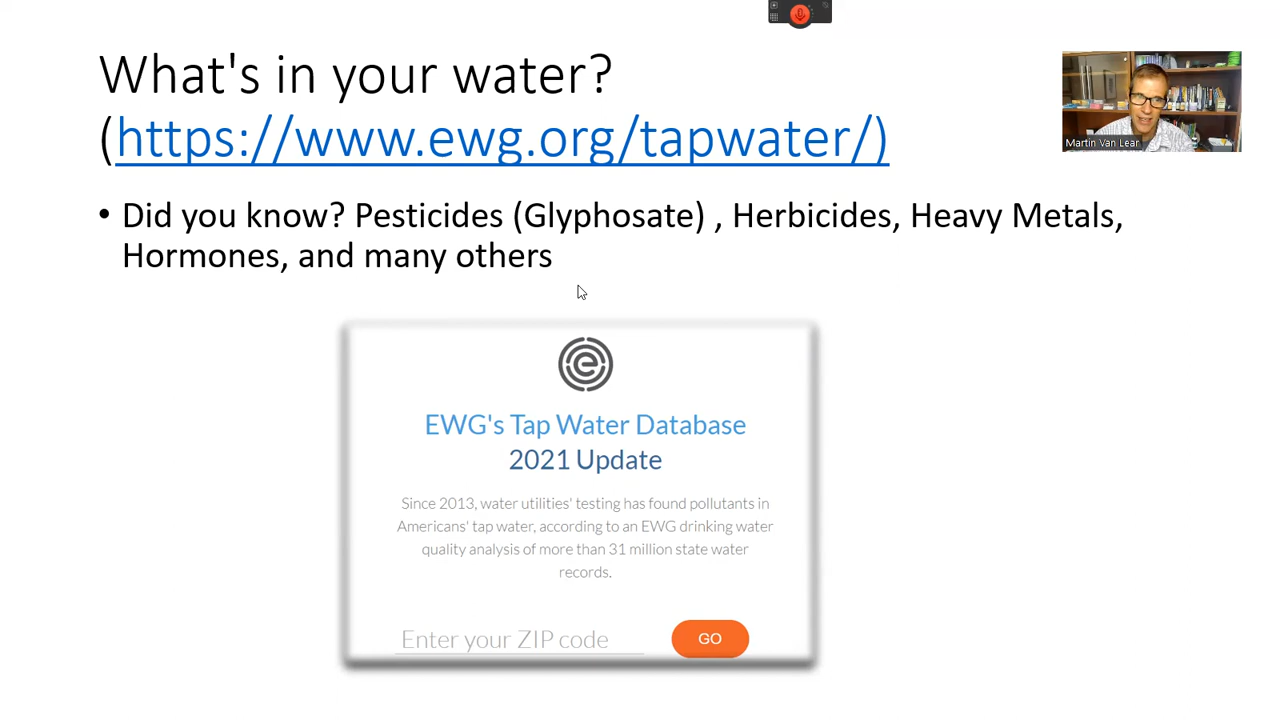 What's in your water?
(https://www.ewg.org/tapwater/)
• Did you know? Pesticides (Glyphosate) , Herbicides, Heavy Metals,
Hormones, and many others
Martin Van Lear
EWG's Tap Water Database
2021 Update
Since 2013, water utilities' testing has found pollutants in
Americans' tap water, according to an EWG drinking water
quality analysis of more than 31 million state water
records.
Enter your ZIP code
GO